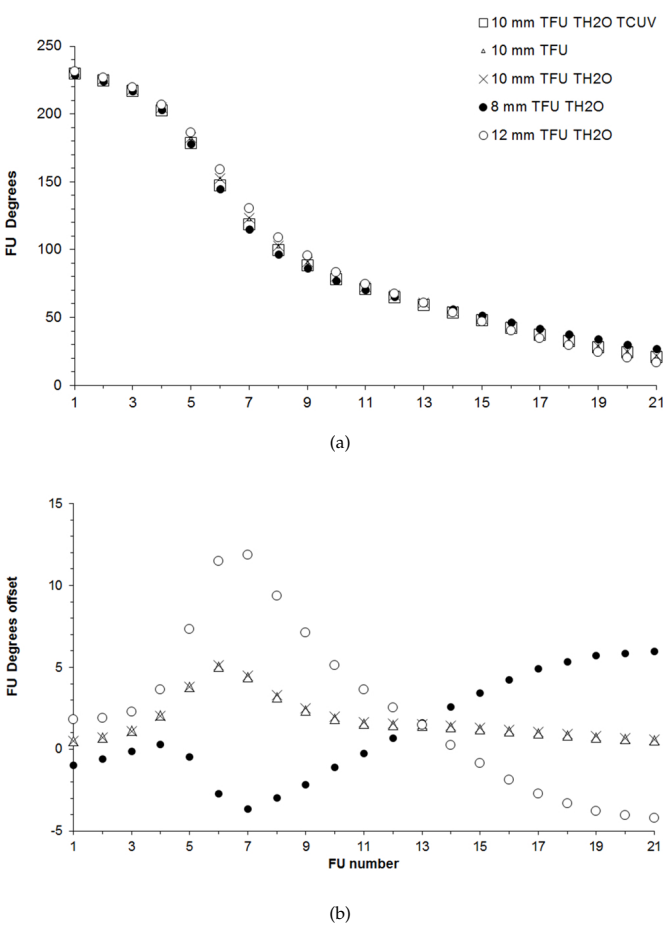 10 mm TFU TH2O TCUV
10 mm TFU
10 mm TFU TH2O
8 mm TFU TH2O
12 mm TFU TH2O
FU Degrees
250
200
150
100
50
0
1 3 5 7 9 11 13 15 17 19 21
(a)
FU Degrees offset
15
10
5
0
-5
1 3 5 7 9 11 13 15 17 19 21
FU number
(b)